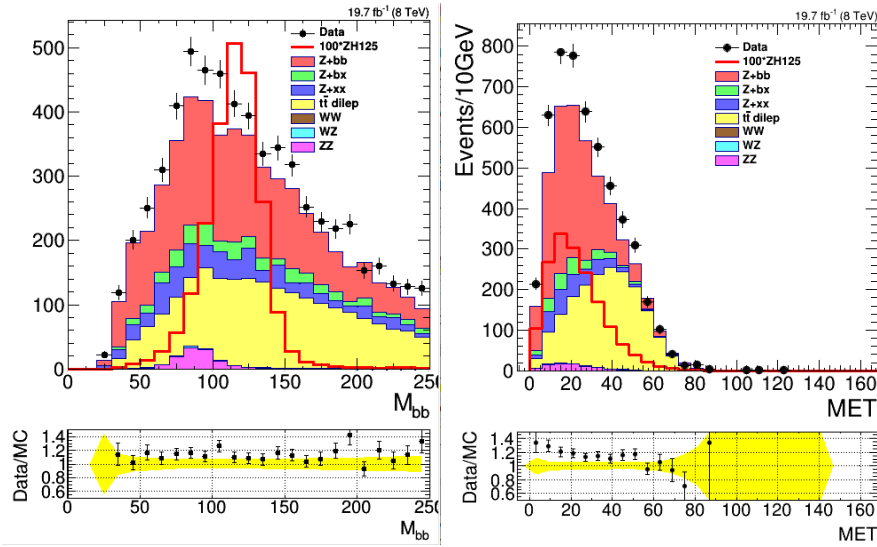 19.7 fb⁻¹ (8 TeV)
500
400
300
200
100
0
Data
100*ZH125
Z+bb
Z+bx
Z+xx
tt̄ dilep
WW
WZ
ZZ
0 50 100 150 200 250
M_bb
Data/MC
1.4
1.2
1
0.8
0.6
0 50 100 150 200 250
M_bb
19.7 fb⁻¹ (8 TeV)
Events/10GeV
800
700
600
500
400
300
200
100
0
Data
100*ZH125
Z+bb
Z+bx
Z+xx
tt̄ dilep
WW
WZ
ZZ
0 20 40 60 80 100 120 140 160
MET
Data/MC
1.4
1.2
1
0.8
0.6
0 20 40 60 80 100 120 140 160
MET